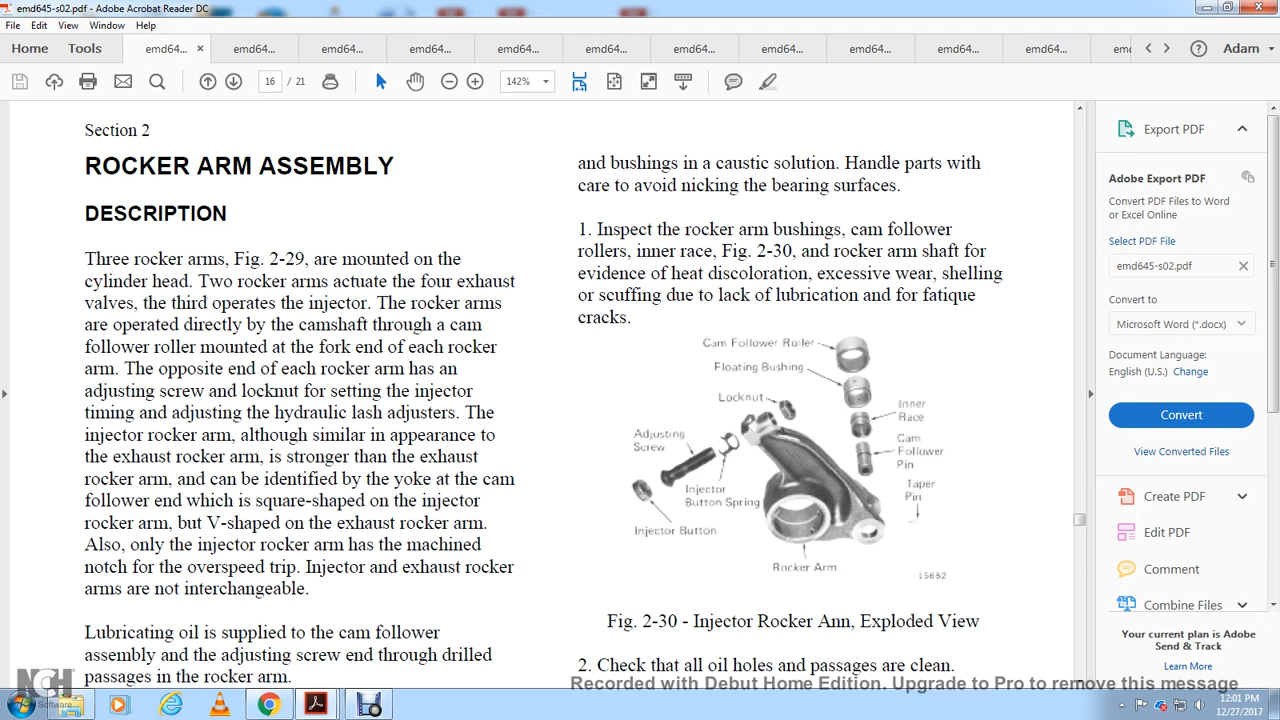 emd645-s02.pdf - Adobe Acrobat Reader DC
File Edit View Window Help
Home Tools emd64... × emd64... emd64... emd64... emd64... emd64... emd64... emd64... emd64... emd64... emd64... Adam
16 / 21 142%
Section 2
ROCKER ARM ASSEMBLY
DESCRIPTION
Three rocker arms, Fig. 2-29, are mounted on the
cylinder head. Two rocker arms actuate the four exhaust
valves, the third operates the injector. The rocker arms
are operated directly by the camshaft through a cam
follower roller mounted at the fork end of each rocker
arm. The opposite end of each rocker arm has an
adjusting screw and locknut for setting the injector
timing and adjusting the hydraulic lash adjusters. The
injector rocker arm, although similar in appearance to
the exhaust rocker arm, is stronger than the exhaust
rocker arm, and can be identified by the yoke at the cam
follower end which is square-shaped on the injector
rocker arm, but V-shaped on the exhaust rocker arm.
Also, only the injector rocker arm has the machined
notch for the overspeed trip. Injector and exhaust rocker
arms are not interchangeable.
Lubricating oil is supplied to the cam follower
assembly and the adjusting screw end through drilled
passages in the rocker arm.
and bushings in a caustic solution. Handle parts with
care to avoid nicking the bearing surfaces.
1. Inspect the rocker arm bushings, cam follower
rollers, inner race, Fig. 2-30, and rocker arm shaft for
evidence of heat discoloration, excessive wear, shelling
or scuffing due to lack of lubrication and for fatique
cracks.
Cam Follower Roller
Floating Bushing
Locknut
Inner
Race
Adjusting
Screw
Cam
Follower
Pin
Injector
Button Spring
Taper
Pin
Injector Button
Rocker Arm
15682
Fig. 2-30 - Injector Rocker Ann, Exploded View
2. Check that all oil holes and passages are clean.
Export PDF
Adobe Export PDF
Convert PDF Files to Word
or Excel Online
Select PDF File
emd645-s02.pdf
Convert to
Microsoft Word (*.docx)
Document Language:
English (U.S.) Change
Convert
View Converted Files
Create PDF
Edit PDF
Comment
Combine Files
Your current plan is Adobe
Send & Track
Learn More
Recorded with Debut Home Edition. Upgrade to Pro to remove this message
NCH
Software
12:01 PM
12/27/2017